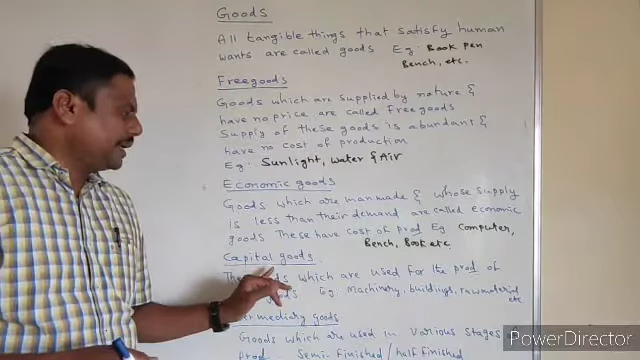 Goods
All tangible things that satisfy human
wants are called goods Eg: Book pen
Bench, etc.
Freegoods
Goods which are supplied by nature &
have no price are called Freegoods
Supply of these goods is abundant &
have no cost of production
Eg: Sunlight, Water & Air
Economic goods
Goods which are manmade & whose supply
is less than their demand are called economic
goods These have cost of prod Eg Computer,
Bench, Book etc.
Capital goods
which are used for the prod of
Eg: Machinery, buildings, raw material etc
goods
Goods which are used in various stages
prod Semi-finished/half finished
PowerDirector